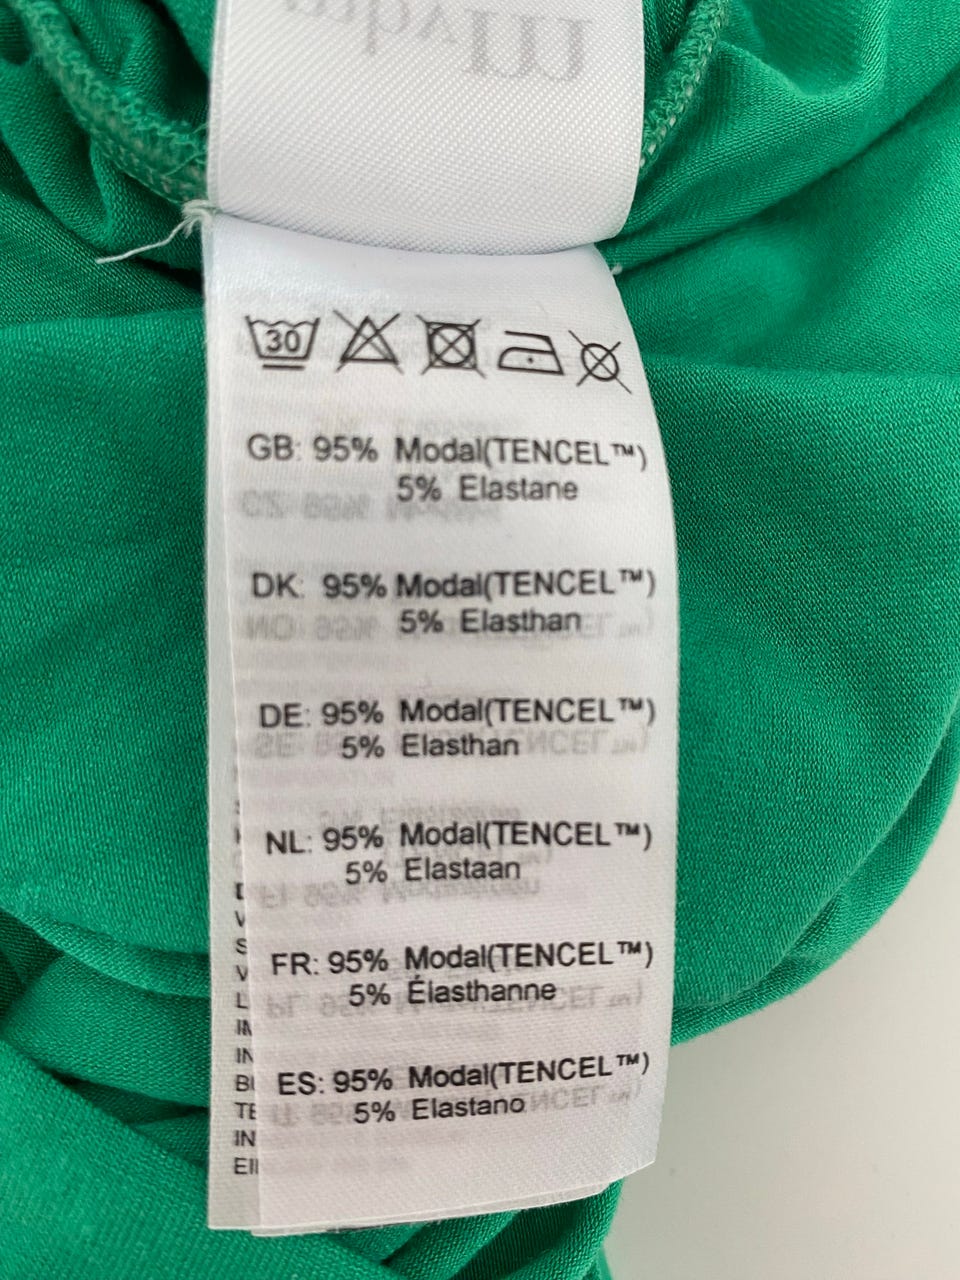 30
GB: 95% Modal(TENCEL™)
5% Elastane
DK: 95% Modal(TENCEL™)
5% Elasthan
DE: 95% Modal(TENCEL™)
5% Elasthan
NL: 95% Modal(TENCEL™)
5% Elastaan
FR: 95% Modal(TENCEL™)
5% Élasthanne
ES: 95% Modal(TENCEL™)
5% Elastano